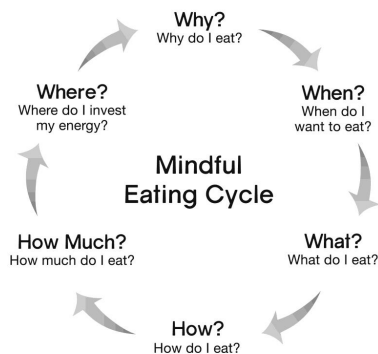 Why?
Why do I eat?
When?
When do I
want to eat?
What?
What do I eat?
How?
How do I eat?
How Much?
How much do I eat?
Where?
Where do I invest
my energy?
Mindful
Eating Cycle